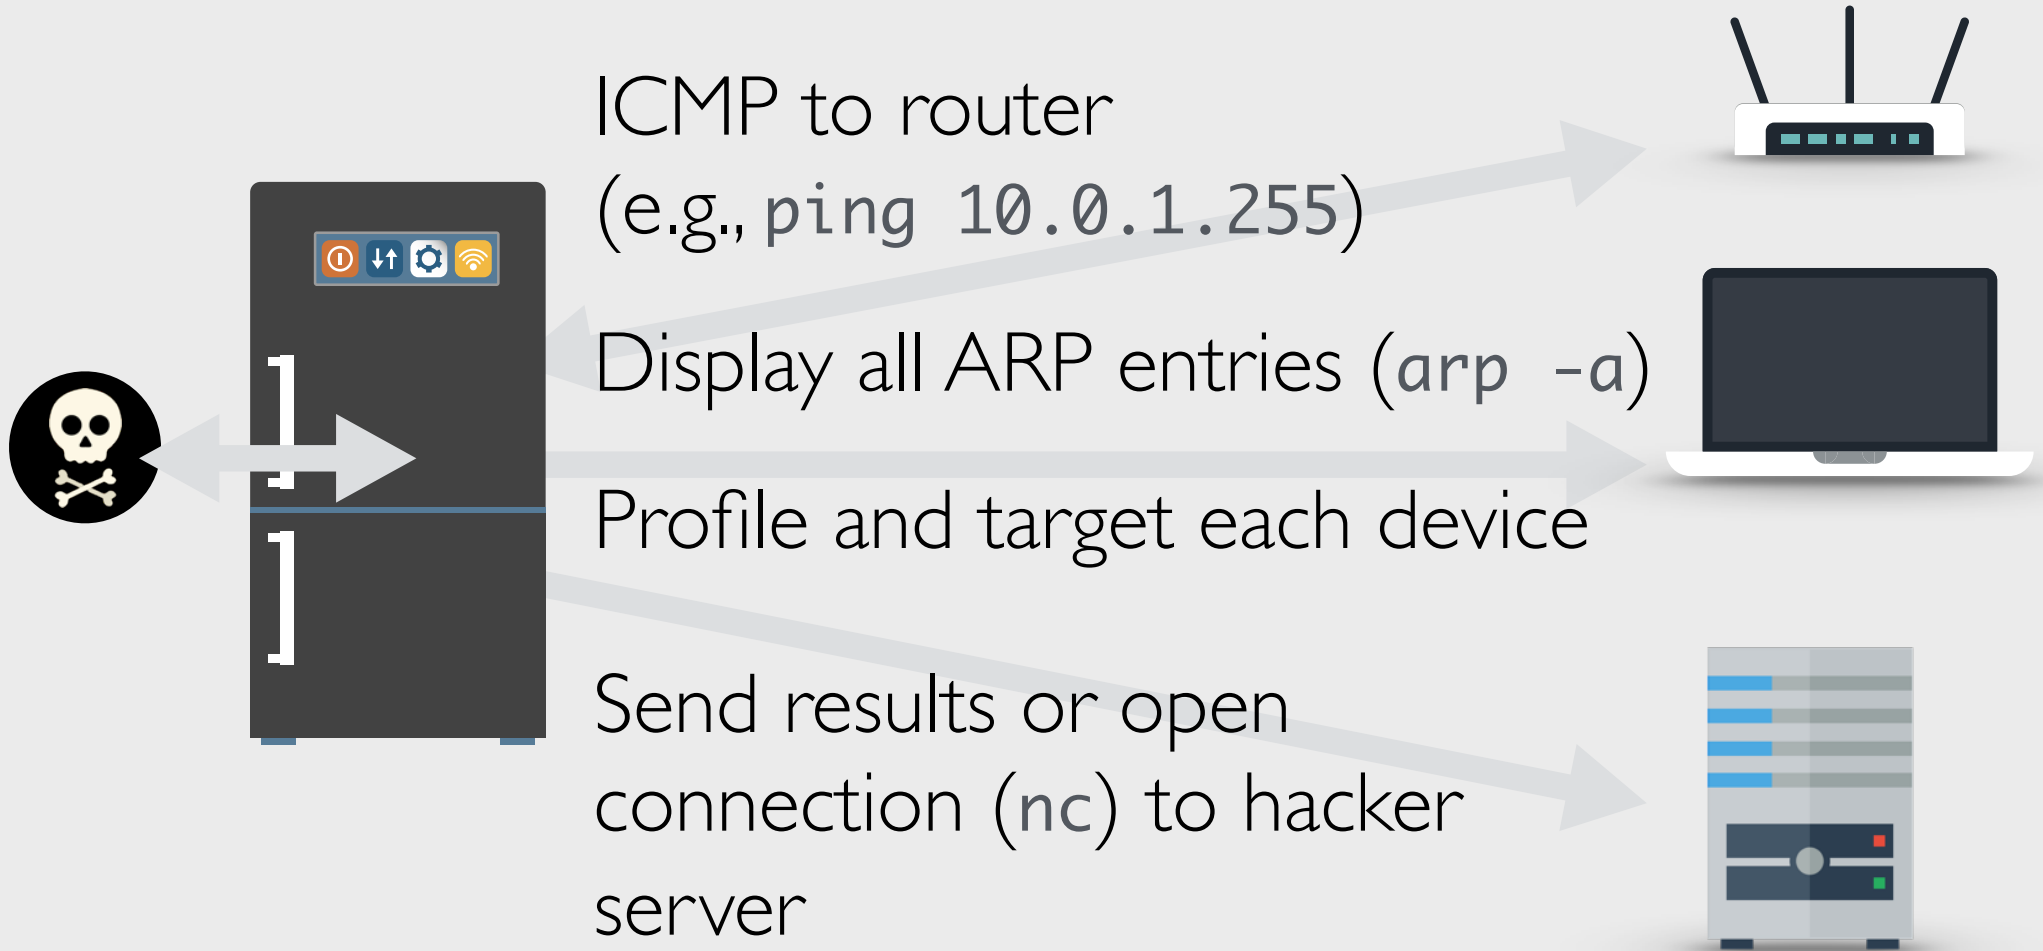 ICMP to router
(e.g., ping 10.0.1.255)
Display all ARP entries (arp -a)
Profile and target each device
Send results or open
connection (nc) to hacker
server